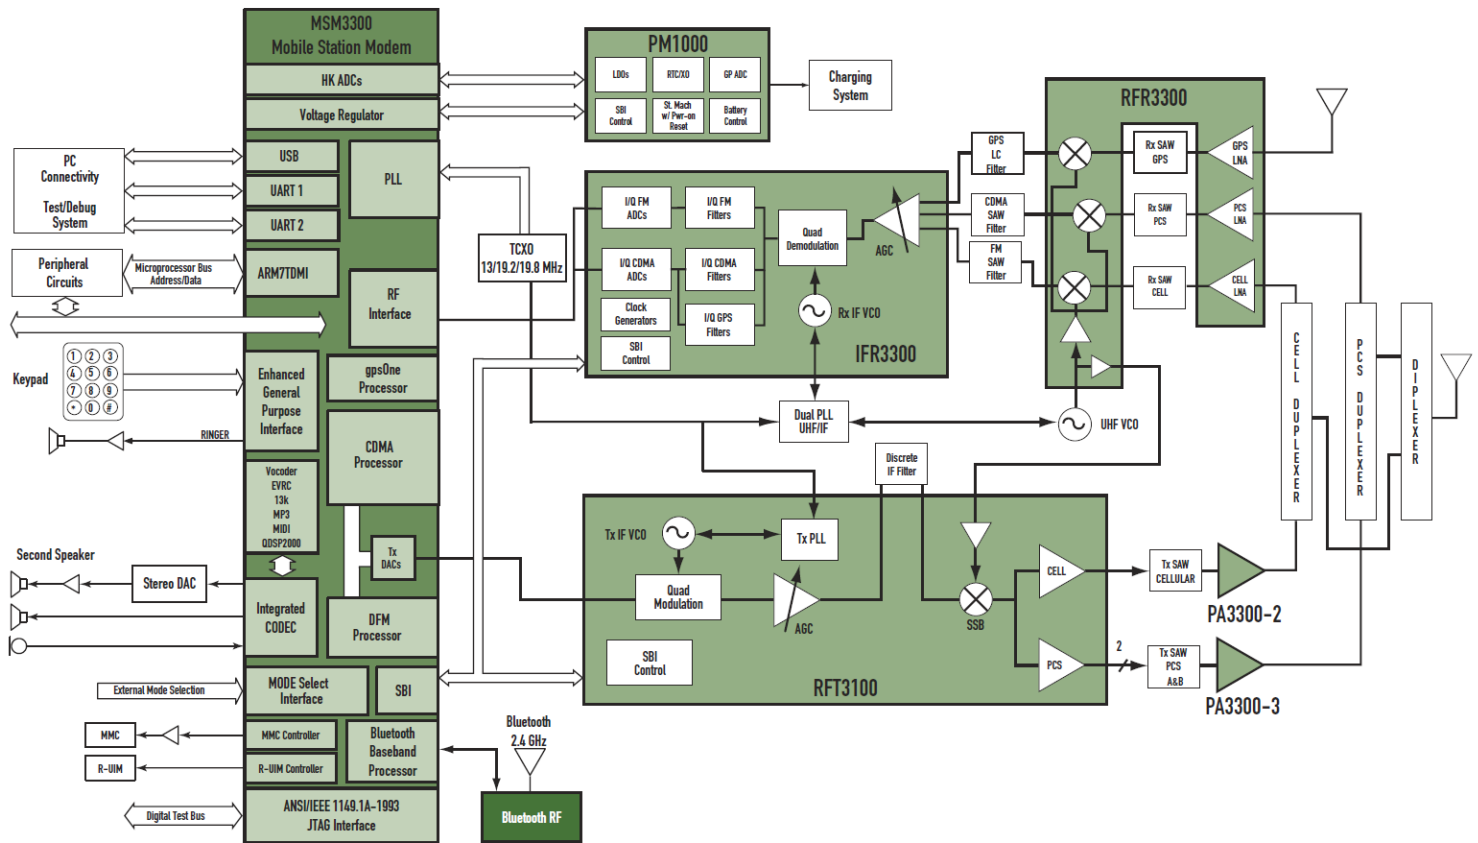 MSM3300
Mobile Station Modem
HK ADCs
Voltage Regulator
USB
UART 1
UART 2
PLL
ARM7TDMI
RF
Interface
Enhanced
General
Purpose
Interface
gpsOne
Processor
CDMA
Processor
Vocoder
EVRC
13k
MP3
MIDI
QDSP2000
Tx
DACs
Integrated
CODEC
DFM
Processor
MODE Select
Interface
SBI
MMC Controller
R-UIM Controller
Bluetooth
Baseband
Processor
ANSI/IEEE 1149.1A-1993
JTAG Interface
PC
Connectivity
Test/Debug
System
Peripheral
Circuits
Microprocessor Bus
Address/Data
Keypad
1 2 3
4 5 6
7 8 9
* 0 #
RINGER
Second Speaker
Stereo DAC
External Mode Selection
MMC
R-UIM
Digital Test Bus
PM1000
LDOs
RTC/XO
GP ADC
SBI
Control
St. Mach
w/ Pwr-on
Reset
Battery
Control
Charging
System
TCXO
13/19.2/19.8 MHz
I/Q FM
ADCs
I/Q FM
Filters
I/Q CDMA
ADCs
I/Q CDMA
Filters
Clock
Generators
I/Q GPS
Filters
SBI
Control
Quad
Demodulation
AGC
Rx IF VCO
IFR3300
GPS
LC
Filter
CDMA
SAW
Filter
FM
SAW
Filter
RFR3300
Rx SAW
GPS
GPS
LNA
Rx SAW
PCS
PCS
LNA
Rx SAW
CELL
CELL
LNA
Dual PLL
UHF/IF
UHF VCO
Discrete
IF Filter
CELL DUPLEXER
PCS DUPLEXER
DIPLEXER
Tx IF VCO
Tx PLL
Quad
Modulation
AGC
SSB
CELL
PCS
SBI
Control
RFT3100
Tx SAW
CELLULAR
PA3300-2
2
Tx SAW
PCS
A&B
PA3300-3
Bluetooth
2.4 GHz
Bluetooth RF